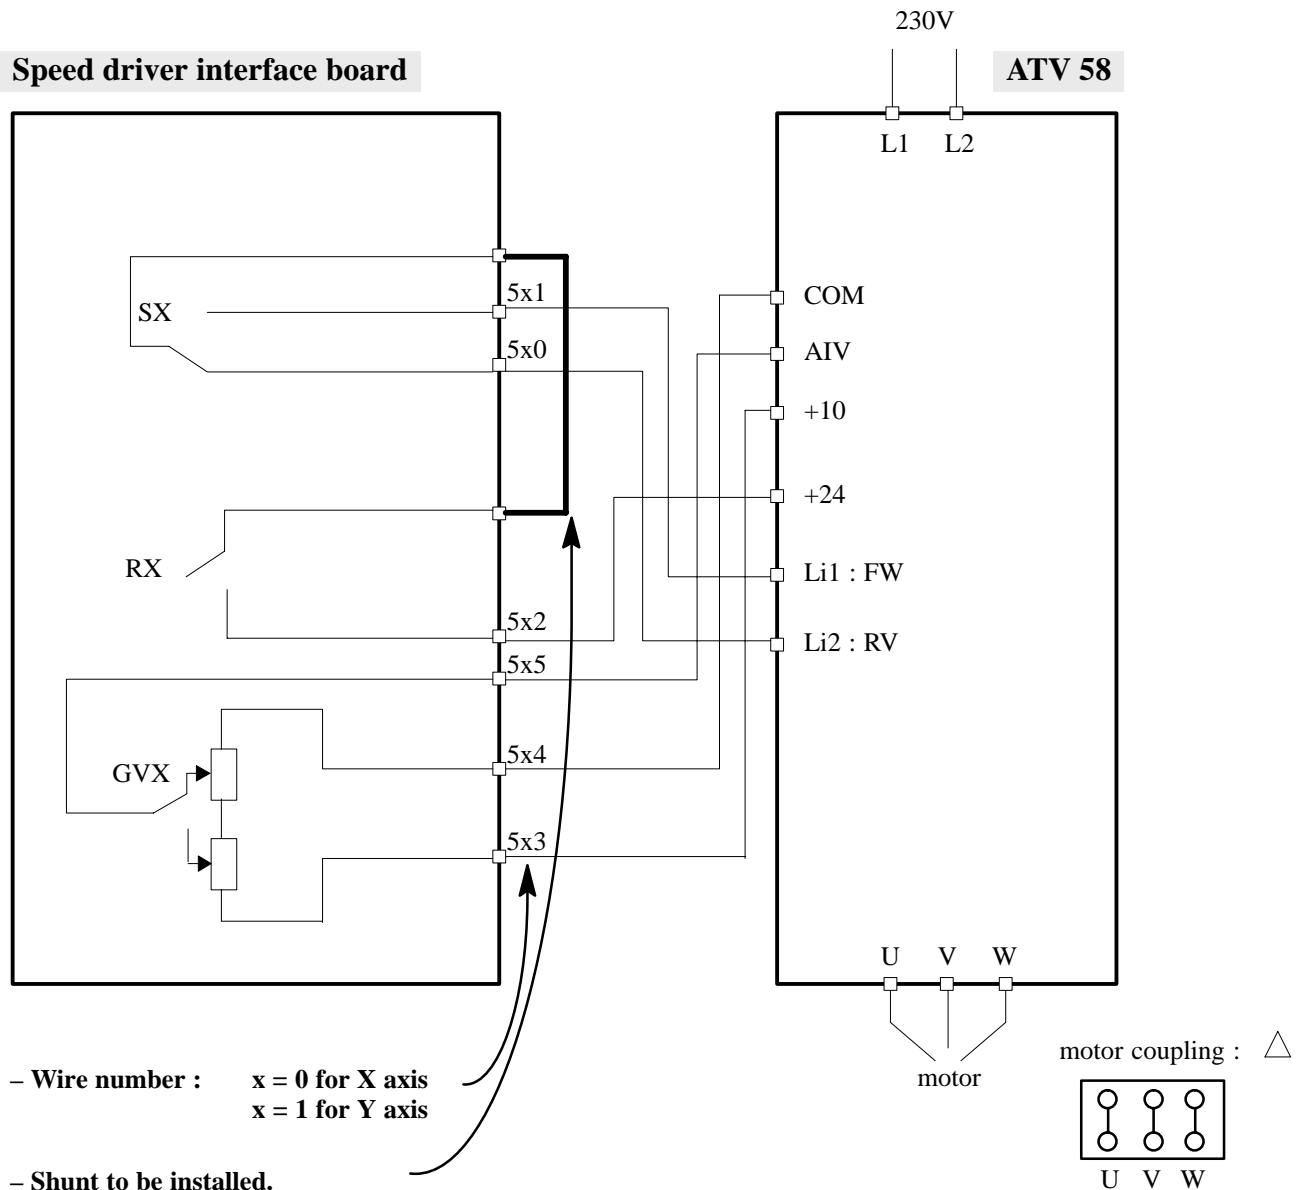 230V
Speed driver interface board
ATV 58
L1 L2
5x1
SX
COM
5x0
AIV
+10
+24
RX
Li1 : FW
5x2
Li2 : RV
5x5
5x4
GVX
5x3
U V W
motor coupling :
motor
– Wire number : x = 0 for X axis
x = 1 for Y axis
– Shunt to be installed.
U V W